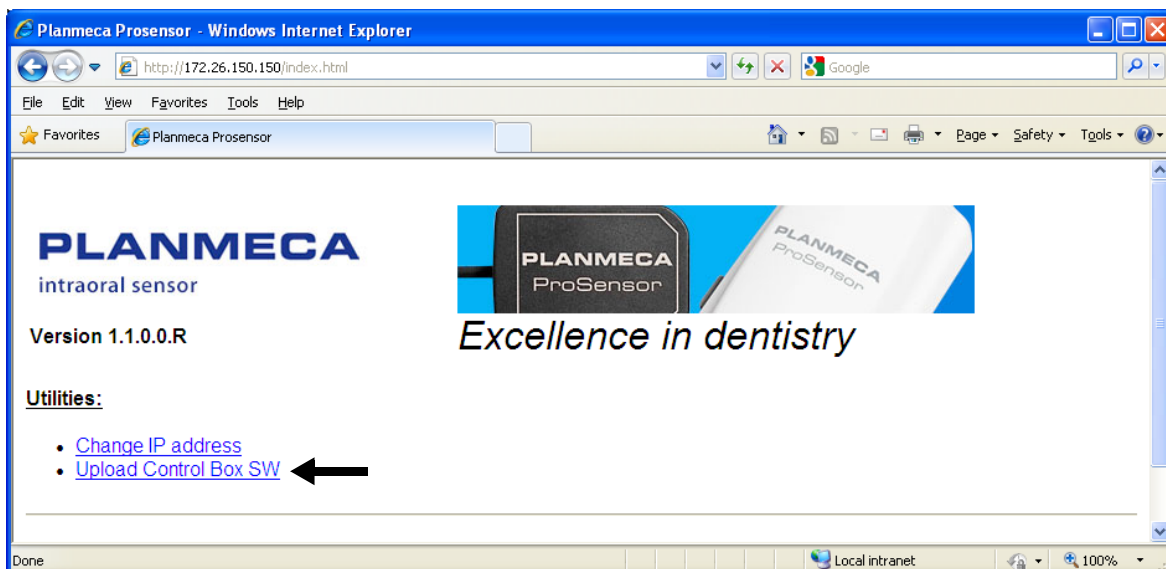 Planmeca Prosensor - Windows Internet Explorer
http://172.26.150.150/index.html
Google
File Edit View Favorites Tools Help
Favorites Planmeca Prosensor Page Safety Tools
PLANMECA
intraoral sensor
PLANMECA
ProSensor
PLANMECA
ProSensor
Version 1.1.0.0.R
Excellence in dentistry
Utilities:
• Change IP address
• Upload Control Box SW
Done Local intranet 100%